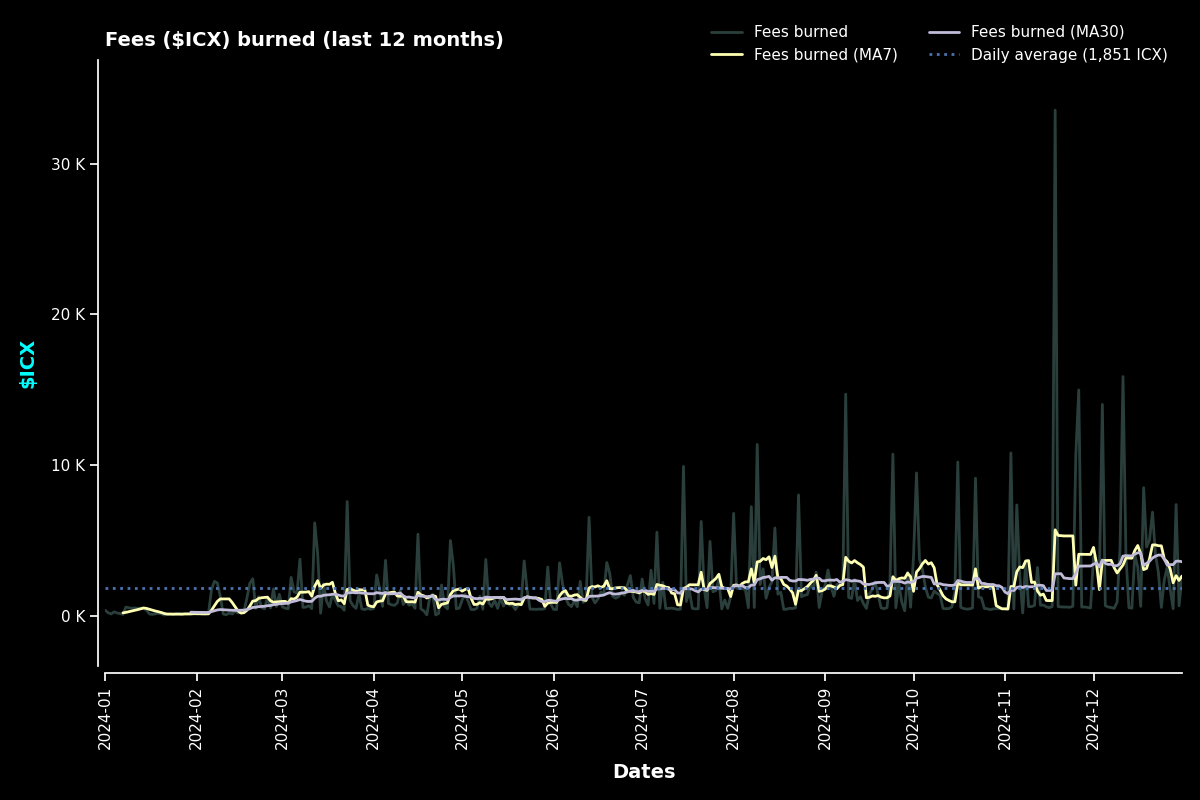 Fees ($ICX) burned (last 12 months)
Fees burned
Fees burned (MA7)
Fees burned (MA30)
Daily average (1,851 ICX)
$ICX
30 K
20 K
10 K
0 K
2024-01
2024-02
2024-03
2024-04
2024-05
2024-06
2024-07
2024-08
2024-09
2024-10
2024-11
2024-12
Dates